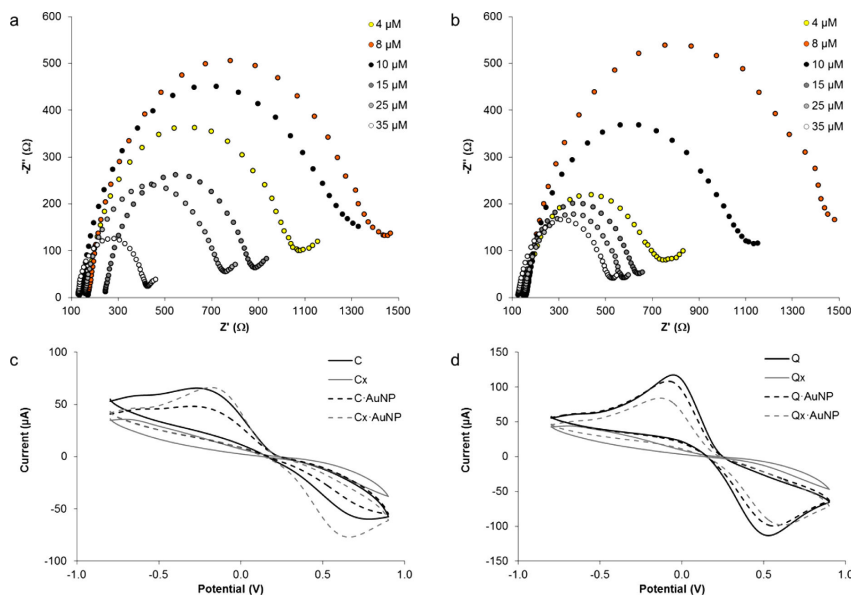 a
600
500
400
300
200
100
0
-Z'' (Ω)
100 300 500 700 900 1100 1300 1500
Z' (Ω)
4 µM
8 µM
10 µM
15 µM
25 µM
35 µM
b
600
500
400
300
200
100
0
-Z'' (Ω)
100 300 500 700 900 1100 1300 1500
Z' (Ω)
4 µM
8 µM
10 µM
15 µM
25 µM
35 µM
c
100
50
0
-50
-100
Current (µA)
-1.0 -0.5 0.0 0.5 1.0
Potential (V)
C
Cx
C·AuNP
Cx·AuNP
d
150
100
50
0
-50
-100
-150
Current (µA)
-1.0 -0.5 0.0 0.5 1.0
Potential (V)
Q
Qx
Q·AuNP
Qx·AuNP